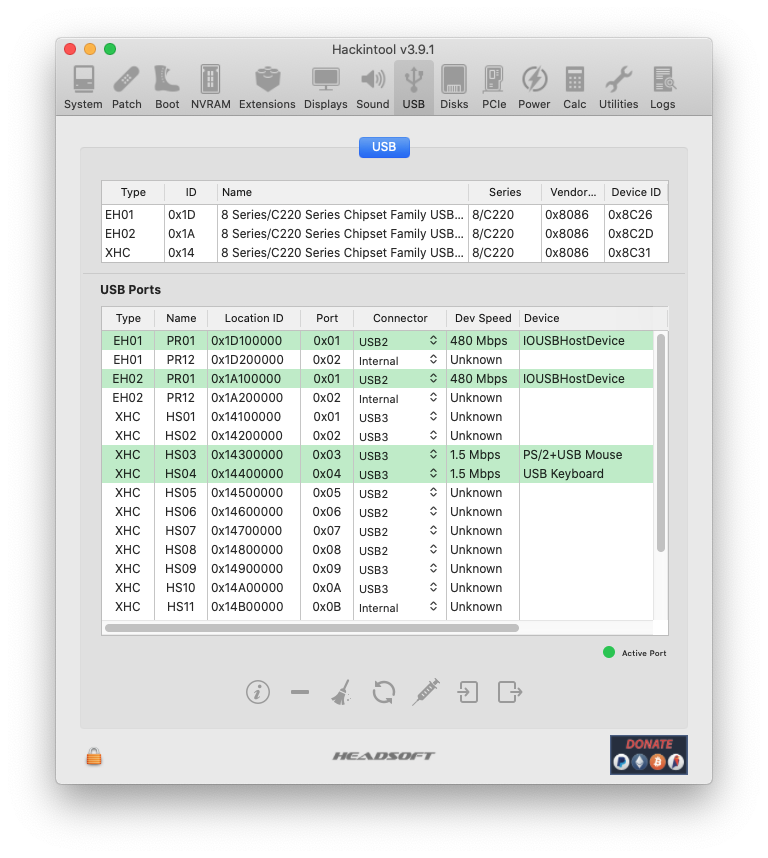 Hackintool v3.9.1
System Patch Boot NVRAM Extensions Displays Sound USB Disks PCIe Power Calc Utilities Logs
USB
Type ID Name Series Vendor... Device ID
EH01 0x1D 8 Series/C220 Series Chipset Family USB... 8/C220 0x8086 0x8C26
EH02 0x1A 8 Series/C220 Series Chipset Family USB... 8/C220 0x8086 0x8C2D
XHC 0x14 8 Series/C220 Series Chipset Family USB... 8/C220 0x8086 0x8C31
USB Ports
Type Name Location ID Port Connector Dev Speed Device
EH01 PR01 0x1D100000 0x01 USB2 480 Mbps IOUSBHostDevice
EH01 PR12 0x1D200000 0x02 Internal Unknown
EH02 PR01 0x1A100000 0x01 USB2 480 Mbps IOUSBHostDevice
EH02 PR12 0x1A200000 0x02 Internal Unknown
XHC HS01 0x14100000 0x01 USB3 Unknown
XHC HS02 0x14200000 0x02 USB3 Unknown
XHC HS03 0x14300000 0x03 USB3 1.5 Mbps PS/2+USB Mouse
XHC HS04 0x14400000 0x04 USB3 1.5 Mbps USB Keyboard
XHC HS05 0x14500000 0x05 USB2 Unknown
XHC HS06 0x14600000 0x06 USB2 Unknown
XHC HS07 0x14700000 0x07 USB2 Unknown
XHC HS08 0x14800000 0x08 USB2 Unknown
XHC HS09 0x14900000 0x09 USB3 Unknown
XHC HS10 0x14A00000 0x0A USB3 Unknown
XHC HS11 0x14B00000 0x0B Internal Unknown
Active Port
HEADSOFT
DONATE